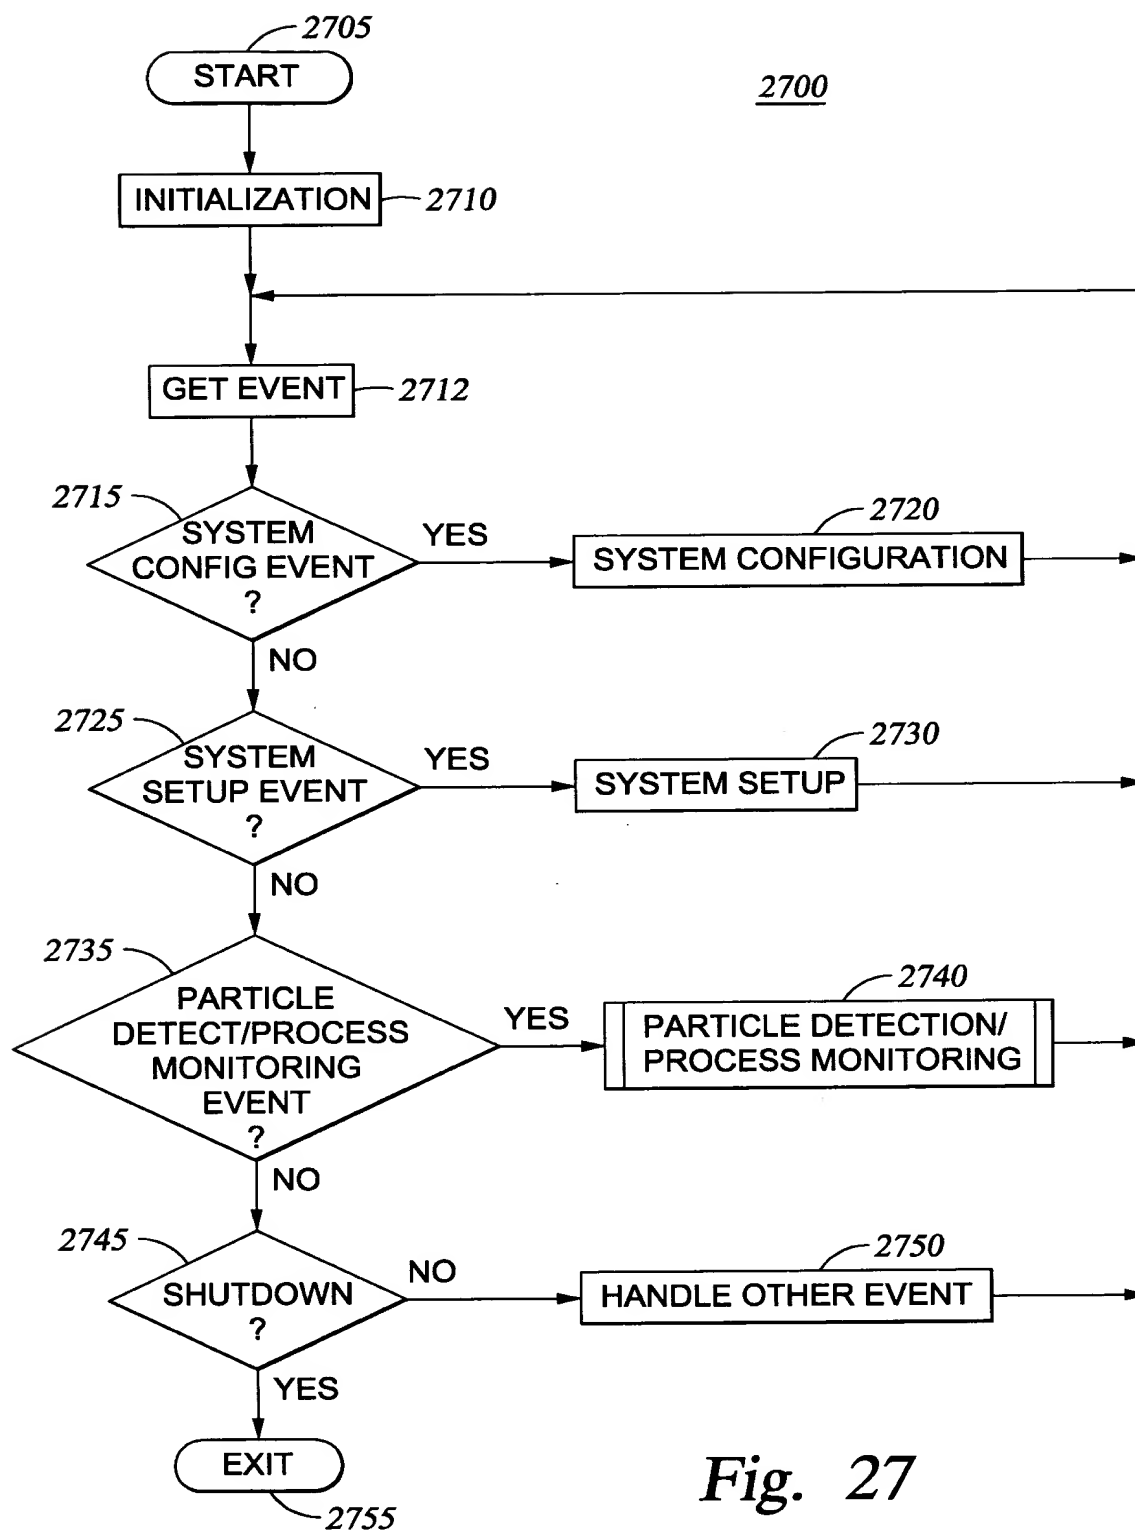 2705
START
2700
INITIALIZATION
2710
GET EVENT
2712
2715
SYSTEM
CONFIG EVENT
?
YES
2720
SYSTEM CONFIGURATION
NO
2725
SYSTEM
SETUP EVENT
?
YES
2730
SYSTEM SETUP
NO
2735
PARTICLE
DETECT/PROCESS
MONITORING
EVENT
?
YES
2740
PARTICLE DETECTION/
PROCESS MONITORING
NO
2745
SHUTDOWN
?
NO
2750
HANDLE OTHER EVENT
YES
EXIT
2755
Fig. 27